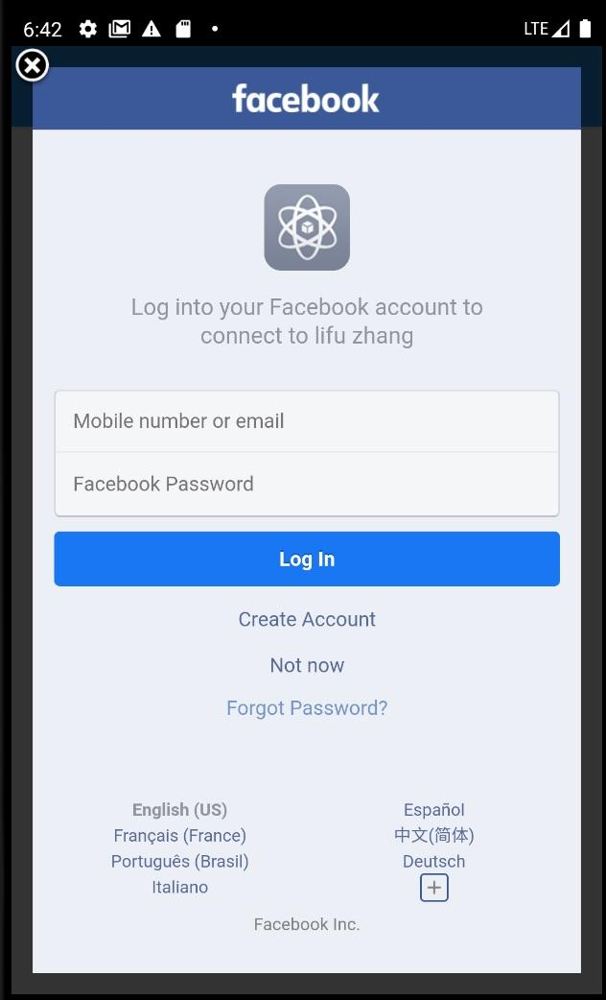 6:42
LTE
facebook
Log into your Facebook account to
connect to lifu zhang
Mobile number or email
Facebook Password
Log In
Create Account
Not now
Forgot Password?
English (US)
Español
Français (France)
中文(简体)
Português (Brasil)
Deutsch
Italiano
Facebook Inc.